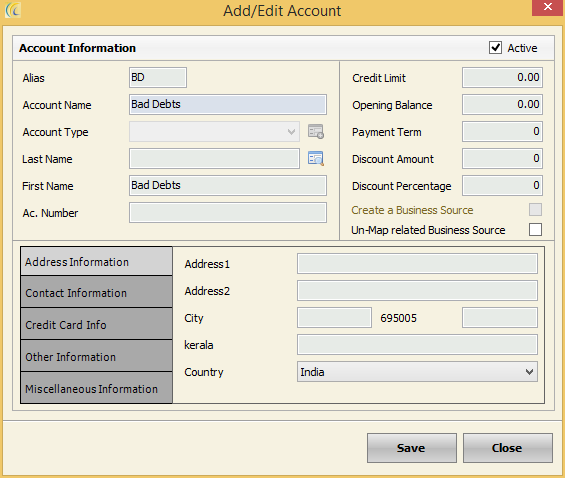 Add/Edit Account
Account Information
Active
Alias BD
Account Name Bad Debts
Account Type
Last Name
First Name Bad Debts
Ac. Number
Credit Limit 0.00
Opening Balance 0.00
Payment Term 0
Discount Amount 0
Discount Percentage 0
Create a Business Source
Un-Map related Business Source
Address Information
Contact Information
Credit Card Info
Other Information
Miscellaneous Information
Address1
Address2
City 695005
kerala
Country India
Save Close